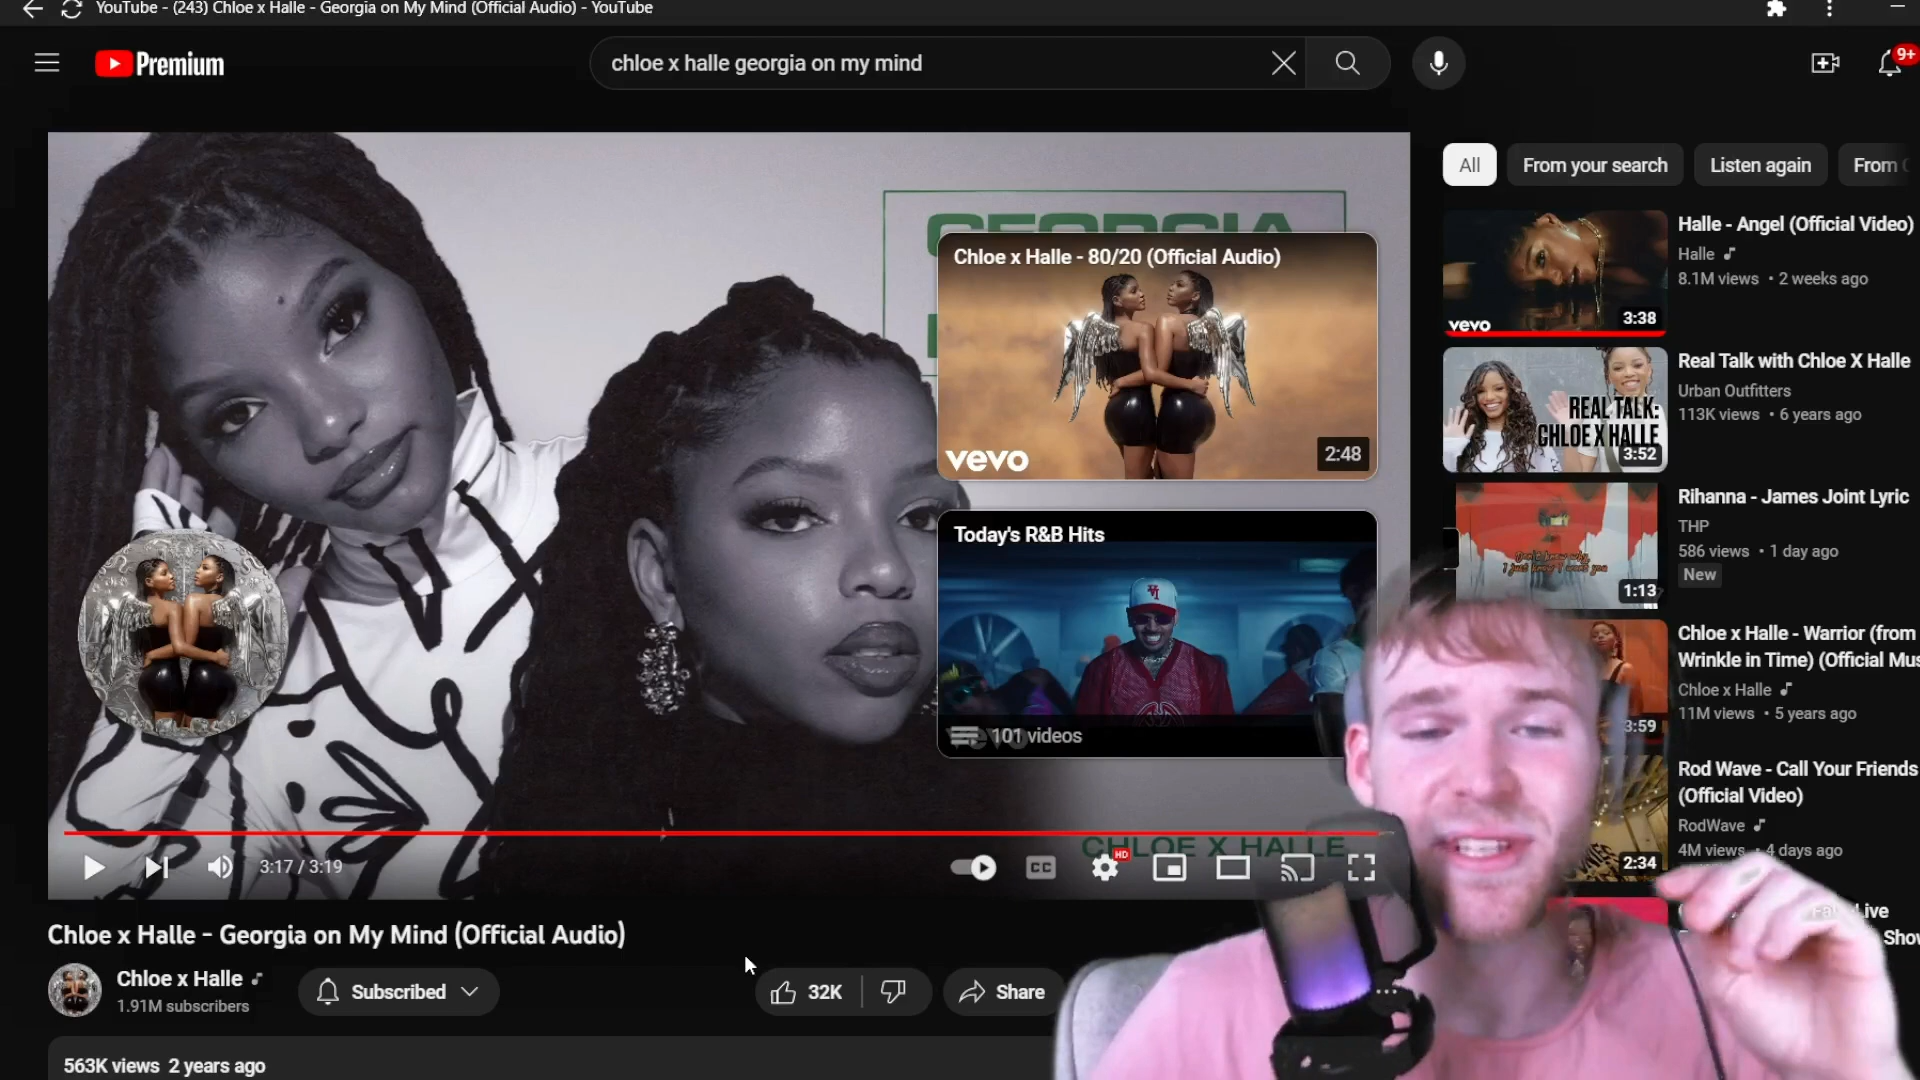 YouTube - (243) Chloe x Halle - Georgia on My Mind (Official Audio) - YouTube
Premium
chloe x halle georgia on my mind
9+
All
From your search
Listen again
From
GEORGIA
Chloe x Halle - 80/20 (Official Audio)
vevo
2:48
Today's R&B Hits
101 videos
CHLOE X HALLE
3:17 / 3:19
CC
HD
Chloe x Halle - Georgia on My Mind (Official Audio)
Chloe x Halle
1.91M subscribers
Subscribed
32K
Share
563K views 2 years ago
Halle - Angel (Official Video)
Halle
8.1M views • 2 weeks ago
vevo
3:38
Real Talk with Chloe X Halle
Urban Outfitters
113K views • 6 years ago
REAL TALK:
CHLOE X HALLE
3:52
Rihanna - James Joint Lyric
THP
586 views • 1 day ago
New
1:13
Chloe x Halle - Warrior (from
Wrinkle in Time) (Official Mus
Chloe x Halle
11M views • 5 years ago
3:59
Rod Wave - Call Your Friends
(Official Video)
RodWave
4M views • 4 days ago
2:34
Live
Show